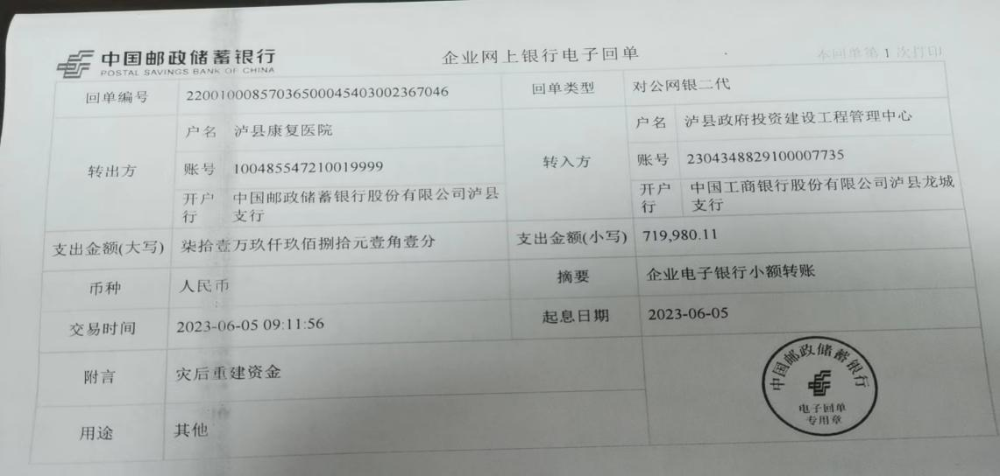 中国邮政储蓄银行
POSTAL SAVINGS BANK OF CHINA
企业网上银行电子回单
本回单第1次打印
回单编号 22001000857036500045403002367046 回单类型 对公网银二代
转出方 户名 泸县康复医院 转入方 户名 泸县政府投资建设工程管理中心
账号 100485547210019999 账号 2304348829100007735
开户行 中国邮政储蓄银行股份有限公司泸县支行 开户行 中国工商银行股份有限公司泸县龙城支行
支出金额(大写) 柒拾壹万玖仟玖佰捌拾元壹角壹分 支出金额(小写) 719,980.11
币种 人民币 摘要 企业电子银行小额转账
交易时间 2023-06-05 09:11:56 起息日期 2023-06-05
附言 灾后重建资金
用途 其他
中国邮政储蓄银行
电子回单
专用章